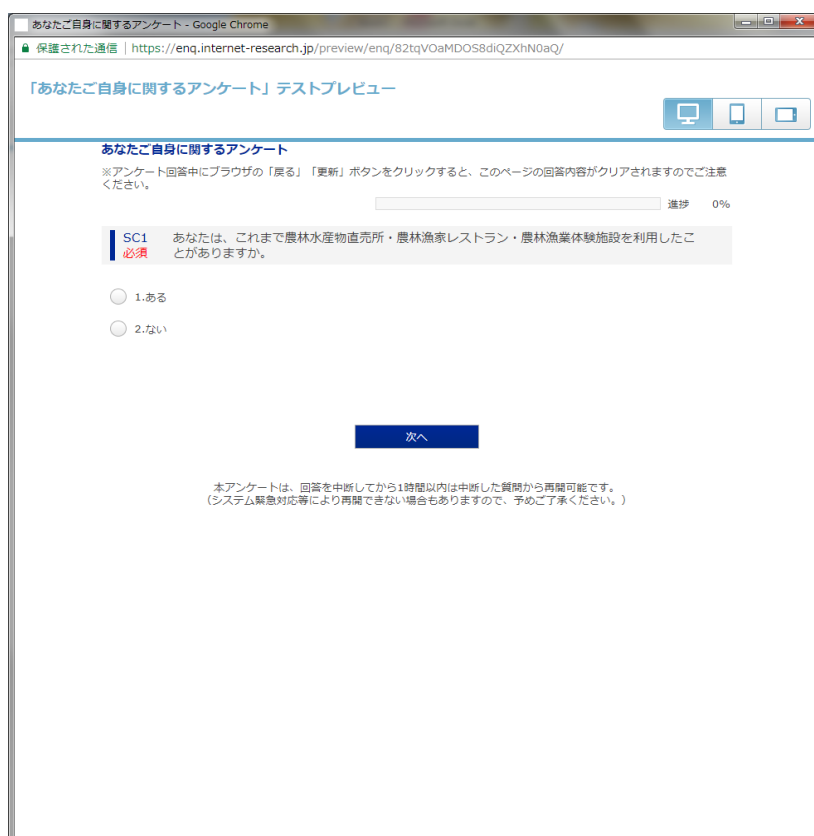 あなたご自身に関するアンケート - Google Chrome
保護された通信 | https://enq.internet-research.jp/preview/enq/82tqVOaMDOS8diQZXhN0aQ/
「あなたご自身に関するアンケート」テストプレビュー
あなたご自身に関するアンケート
※アンケート回答中にブラウザの「戻る」「更新」ボタンをクリックすると、このページの回答内容がクリアされますのでご注意
ください。
進捗 0%
SC1 あなたは、これまで農林水産物直売所・農林漁家レストラン・農林漁業体験施設を利用したこ
必須 とがありますか。
1.ある
2.ない
次へ
本アンケートは、回答を中断してから1時間以内は中断した質問から再開可能です。
（システム緊急対応等により再開できない場合もありますので、予めご了承ください。）